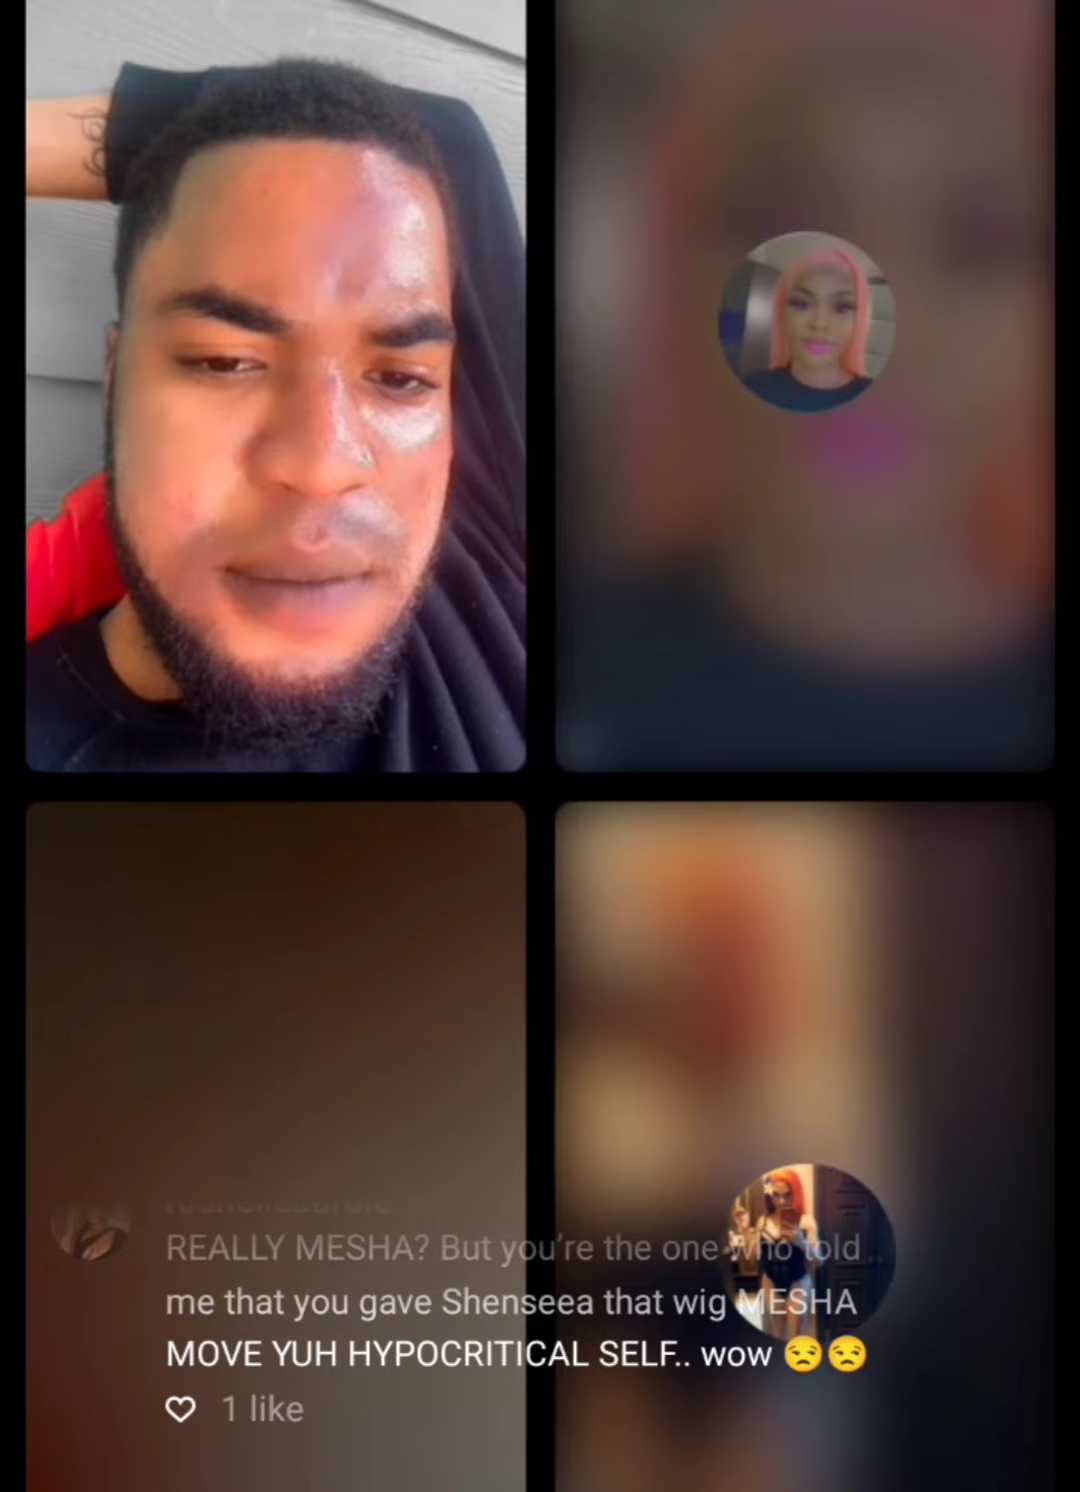 REALLY MESHA? But you're the one who told
me that you gave Shenseea that wig MESHA
MOVE YUH HYPOCRITICAL SELF.. wow 😒😒
1 like